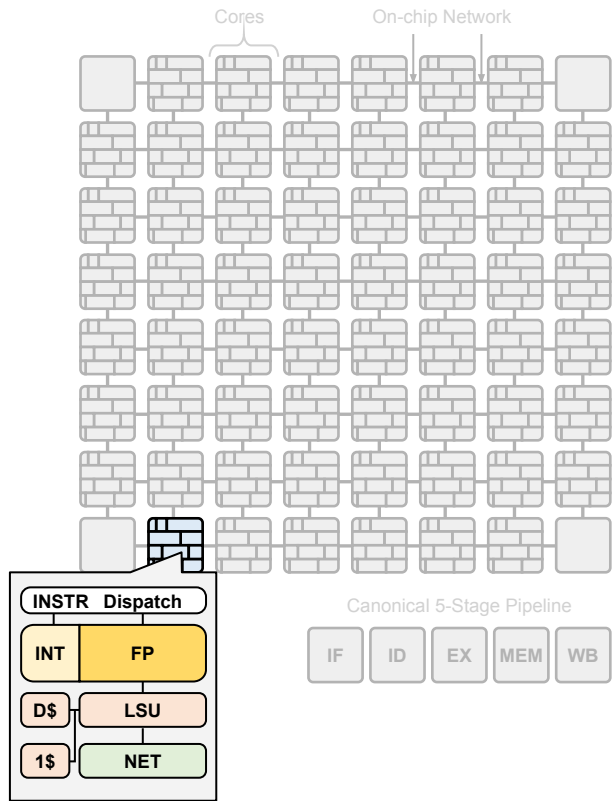 Cores On-chip Network
INSTR Dispatch
INT FP
D$ LSU
1$ NET
Canonical 5-Stage Pipeline
IF ID EX MEM WB